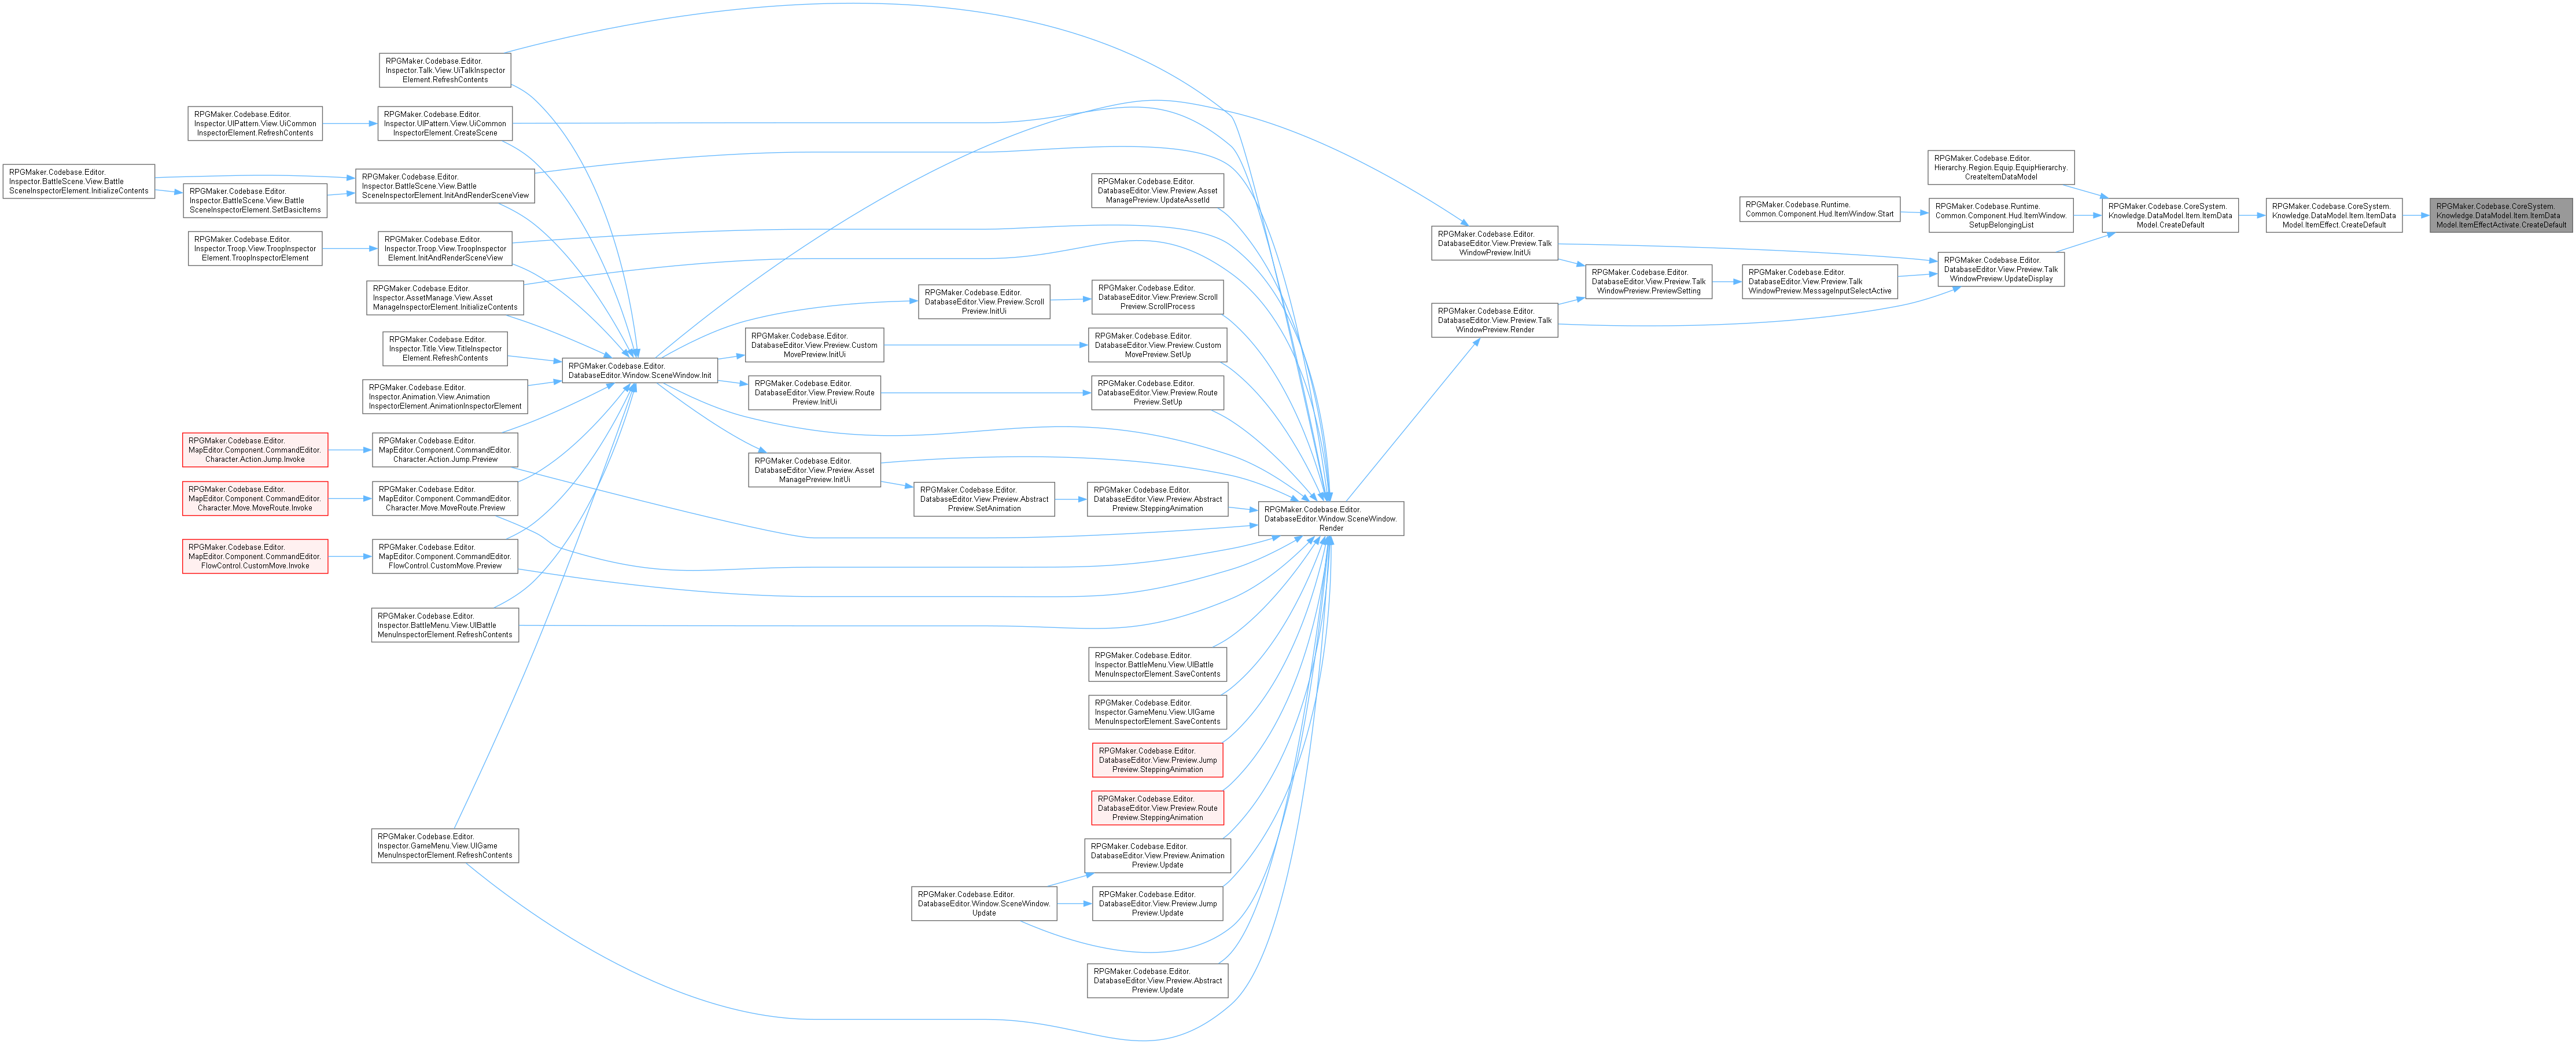 RPGMaker.Codebase.Editor.
Inspector.Talk.View.UiTalkInspector
Element.RefreshContents
RPGMaker.Codebase.Editor.
Inspector.UIPattern.View.UiCommon
InspectorElement.RefreshContents
RPGMaker.Codebase.Editor.
Inspector.UIPattern.View.UiCommon
InspectorElement.CreateScene
RPGMaker.Codebase.Editor.
Inspector.BattleScene.View.Battle
SceneInspectorElement.InitializeContents
RPGMaker.Codebase.Editor.
Inspector.BattleScene.View.Battle
SceneInspectorElement.SetBasicItems
RPGMaker.Codebase.Editor.
Inspector.BattleScene.View.Battle
SceneInspectorElement.InitAndRenderSceneView
RPGMaker.Codebase.Editor.
Inspector.Troop.View.TroopInspector
Element.TroopInspectorElement
RPGMaker.Codebase.Editor.
Inspector.Troop.View.TroopInspector
Element.InitAndRenderSceneView
RPGMaker.Codebase.Editor.
Inspector.AssetManage.View.Asset
ManageInspectorElement.InitializeContents
RPGMaker.Codebase.Editor.
Inspector.Title.View.TitleInspector
Element.RefreshContents
RPGMaker.Codebase.Editor.
Inspector.Animation.View.Animation
InspectorElement.AnimationInspectorElement
RPGMaker.Codebase.Editor.
MapEditor.Component.CommandEditor.
Character.Action.Jump.Invoke
RPGMaker.Codebase.Editor.
MapEditor.Component.CommandEditor.
Character.Action.Jump.Preview
RPGMaker.Codebase.Editor.
MapEditor.Component.CommandEditor.
Character.Move.MoveRoute.Invoke
RPGMaker.Codebase.Editor.
MapEditor.Component.CommandEditor.
Character.Move.MoveRoute.Preview
RPGMaker.Codebase.Editor.
MapEditor.Component.CommandEditor.
FlowControl.CustomMove.Invoke
RPGMaker.Codebase.Editor.
MapEditor.Component.CommandEditor.
FlowControl.CustomMove.Preview
RPGMaker.Codebase.Editor.
Inspector.BattleMenu.View.UIBattle
MenuInspectorElement.RefreshContents
RPGMaker.Codebase.Editor.
Inspector.GameMenu.View.UIGame
MenuInspectorElement.RefreshContents
RPGMaker.Codebase.Editor.
DatabaseEditor.Window.SceneWindow.Init
RPGMaker.Codebase.Editor.
DatabaseEditor.View.Preview.Asset
ManagePreview.UpdateAssetId
RPGMaker.Codebase.Editor.
DatabaseEditor.View.Preview.Scroll
Preview.InitUi
RPGMaker.Codebase.Editor.
DatabaseEditor.View.Preview.Scroll
Preview.ScrollProcess
RPGMaker.Codebase.Editor.
DatabaseEditor.View.Preview.Custom
MovePreview.InitUi
RPGMaker.Codebase.Editor.
DatabaseEditor.View.Preview.Custom
MovePreview.SetUp
RPGMaker.Codebase.Editor.
DatabaseEditor.View.Preview.Route
Preview.InitUi
RPGMaker.Codebase.Editor.
DatabaseEditor.View.Preview.Route
Preview.SetUp
RPGMaker.Codebase.Editor.
DatabaseEditor.View.Preview.Asset
ManagePreview.InitUi
RPGMaker.Codebase.Editor.
DatabaseEditor.View.Preview.Abstract
Preview.SetAnimation
RPGMaker.Codebase.Editor.
DatabaseEditor.View.Preview.Abstract
Preview.SteppingAnimation
RPGMaker.Codebase.Editor.
DatabaseEditor.Window.SceneWindow.
Render
RPGMaker.Codebase.Editor.
Inspector.BattleMenu.View.UIBattle
MenuInspectorElement.SaveContents
RPGMaker.Codebase.Editor.
Inspector.GameMenu.View.UIGame
MenuInspectorElement.SaveContents
RPGMaker.Codebase.Editor.
DatabaseEditor.View.Preview.Jump
Preview.SteppingAnimation
RPGMaker.Codebase.Editor.
DatabaseEditor.View.Preview.Route
Preview.SteppingAnimation
RPGMaker.Codebase.Editor.
DatabaseEditor.View.Preview.Animation
Preview.Update
RPGMaker.Codebase.Editor.
DatabaseEditor.Window.SceneWindow.
Update
RPGMaker.Codebase.Editor.
DatabaseEditor.View.Preview.Jump
Preview.Update
RPGMaker.Codebase.Editor.
DatabaseEditor.View.Preview.Abstract
Preview.Update
RPGMaker.Codebase.Editor.
DatabaseEditor.View.Preview.Talk
WindowPreview.InitUi
RPGMaker.Codebase.Editor.
DatabaseEditor.View.Preview.Talk
WindowPreview.Render
RPGMaker.Codebase.Editor.
DatabaseEditor.View.Preview.Talk
WindowPreview.PreviewSetting
RPGMaker.Codebase.Editor.
DatabaseEditor.View.Preview.Talk
WindowPreview.MessageInputSelectActive
RPGMaker.Codebase.Runtime.
Common.Component.Hud.ItemWindow.Start
RPGMaker.Codebase.Editor.
Hierarchy.Region.Equip.EquipHierarchy.
CreateItemDataModel
RPGMaker.Codebase.Runtime.
Common.Component.Hud.ItemWindow.
SetupBelongingList
RPGMaker.Codebase.Editor.
DatabaseEditor.View.Preview.Talk
WindowPreview.UpdateDisplay
RPGMaker.Codebase.CoreSystem.
Knowledge.DataModel.Item.ItemData
Model.CreateDefault
RPGMaker.Codebase.CoreSystem.
Knowledge.DataModel.Item.ItemData
Model.ItemEffect.CreateDefault
RPGMaker.Codebase.CoreSystem.
Knowledge.DataModel.Item.ItemData
Model.ItemEffectActivate.CreateDefault